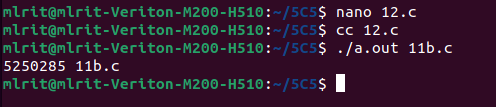 mlrit@mlrit-Veriton-M200-H510:~/5C5$ nano 12.c
mlrit@mlrit-Veriton-M200-H510:~/5C5$ cc 12.c
mlrit@mlrit-Veriton-M200-H510:~/5C5$ ./a.out 11b.c
5250285 11b.c
mlrit@mlrit-Veriton-M200-H510:~/5C5$